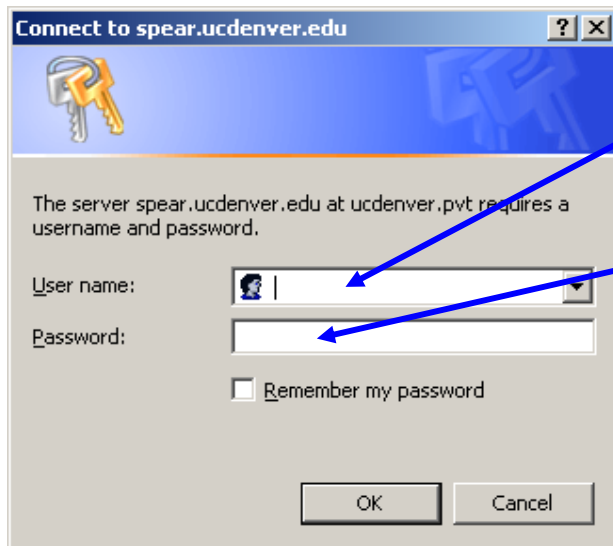 Connect to spear.ucdenver.edu
The server spear.ucdenver.edu at ucdenver.pvt requires a
username and password.
User name:
Password:
Remember my password
OK Cancel